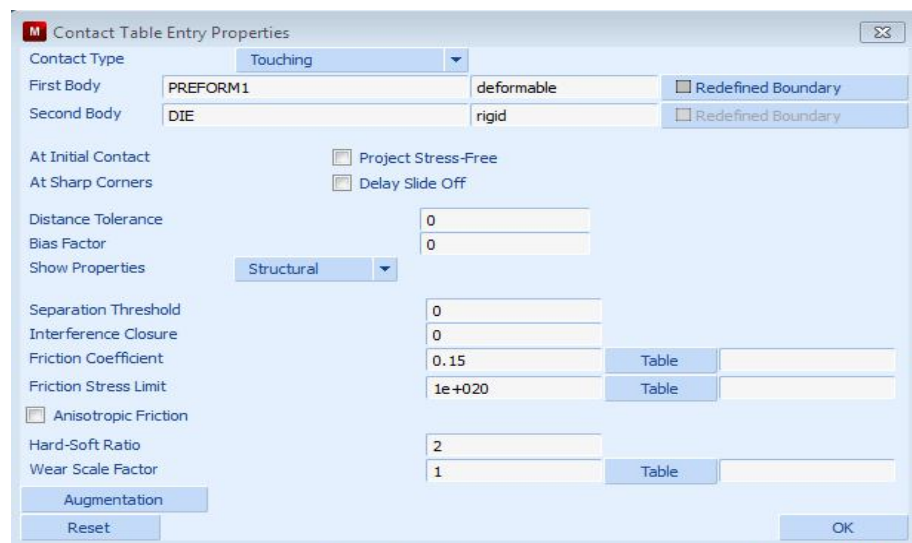 M Contact Table Entry Properties
Contact Type Touching
First Body PREFORM1 deformable Redefined Boundary
Second Body DIE rigid Redefined Boundary
At Initial Contact Project Stress-Free
At Sharp Corners Delay Slide Off
Distance Tolerance 0
Bias Factor 0
Show Properties Structural
Separation Threshold 0
Interference Closure 0
Friction Coefficient 0.15 Table
Friction Stress Limit 1e+020 Table
Anisotropic Friction
Hard-Soft Ratio 2
Wear Scale Factor 1 Table
Augmentation
Reset OK